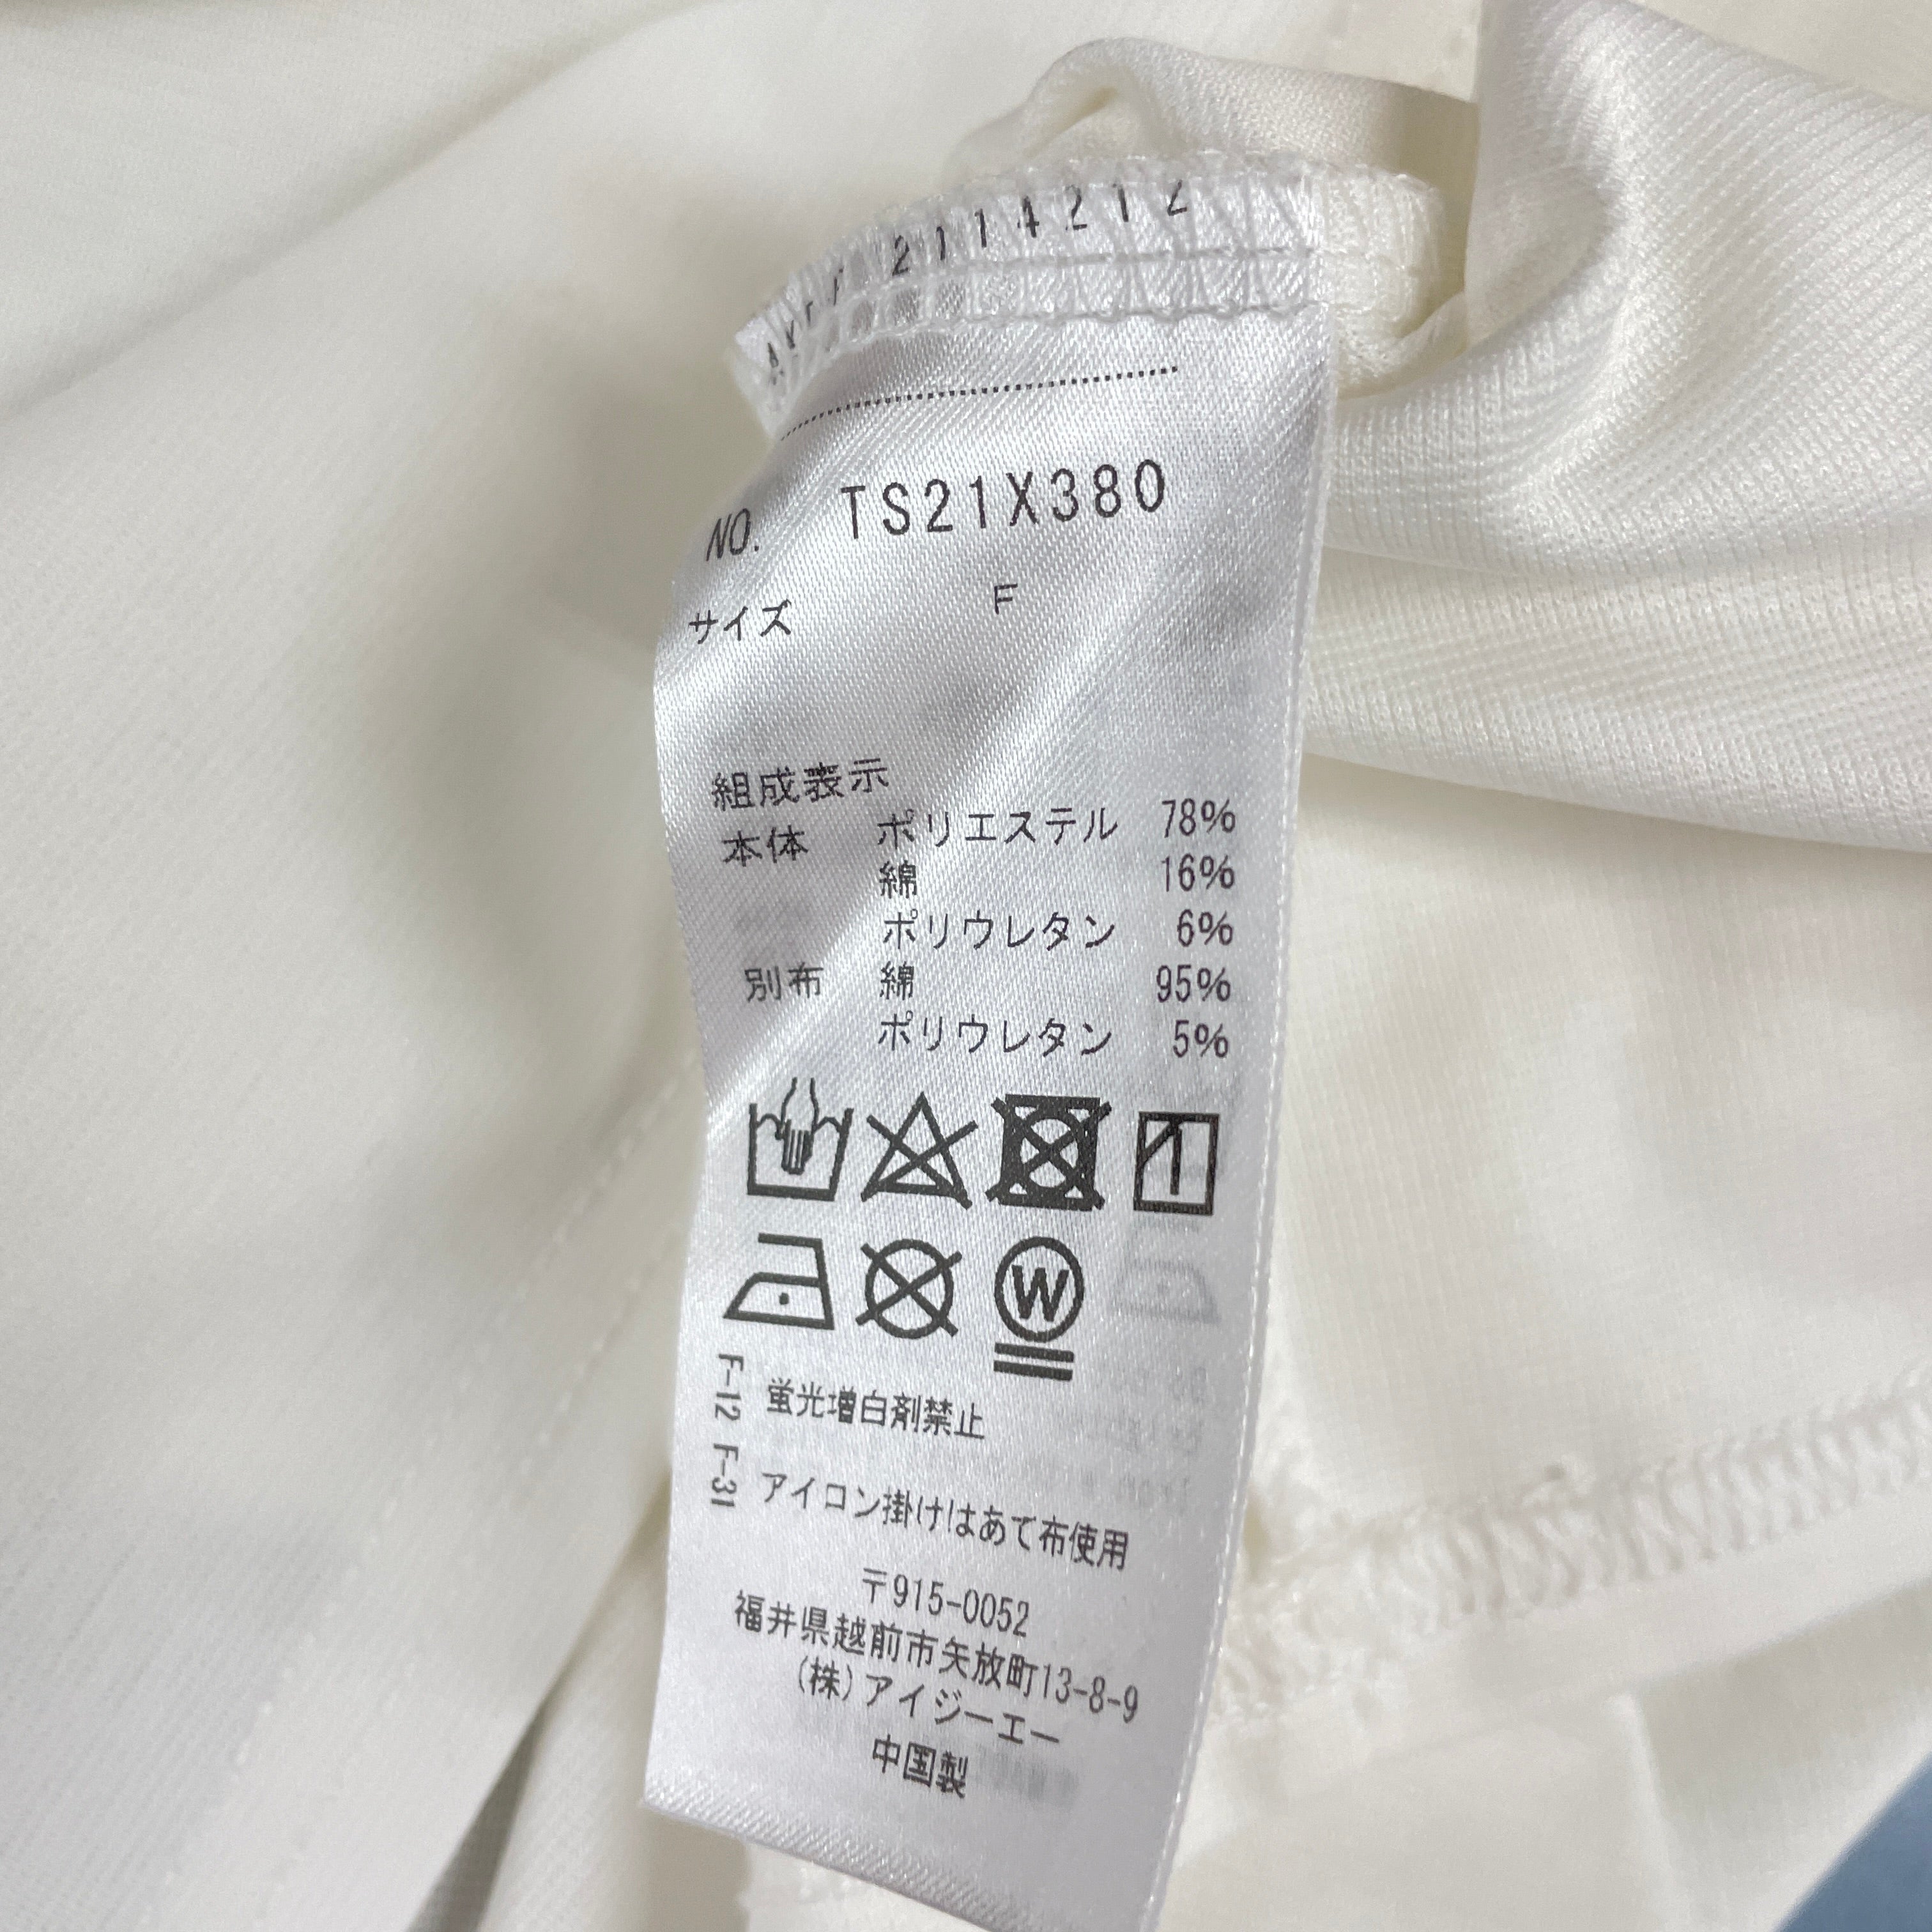 2114212
NO. TS21X380
サイズ F
組成表示
本体 ポリエステル 78%
綿 16%
ポリウレタン 6%
別布 綿 95%
ポリウレタン 5%
W
F-12 F-31
蛍光増白剤禁止
アイロン掛けはあて布使用
〒915-0052
福井県越前市矢放町13-8-9
(株)アイジーエー
中国製